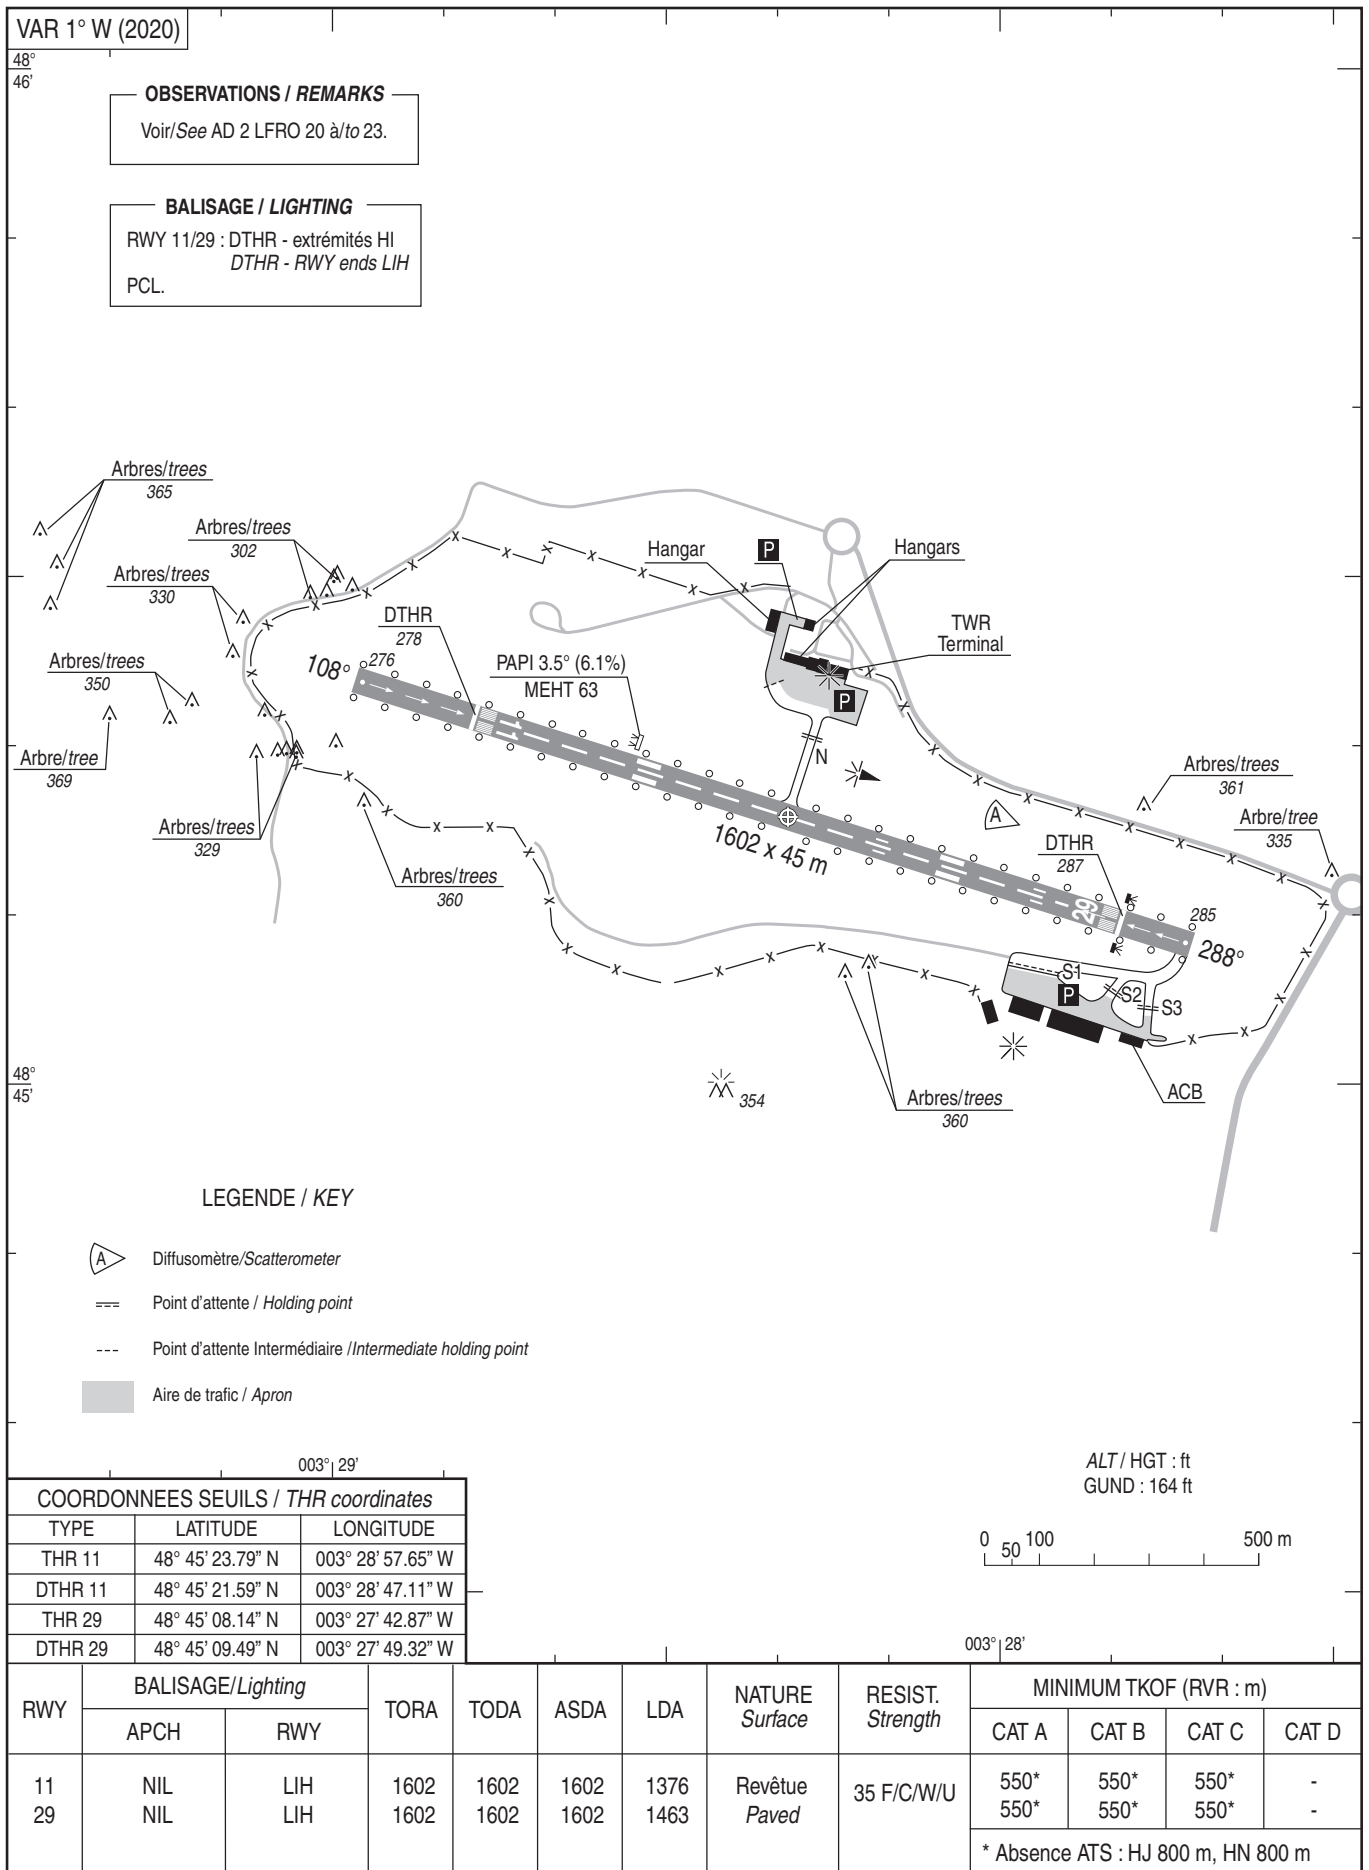 VAR 1° W (2020)
48°
46'
OBSERVATIONS / REMARKS
Voir/See AD 2 LFRO 20 à/to 23.
BALISAGE / LIGHTING
RWY 11/29 : DTHR - extrémités HI
DTHR - RWY ends LIH
PCL.
Arbres/trees
365
Arbres/trees
302
Arbres/trees
330
Arbres/trees
350
Arbre/tree
369
Arbres/trees
329
Arbres/trees
360
DTHR
278
276
108°
PAPI 3.5° (6.1%)
MEHT 63
Hangar
P
Hangars
TWR
Terminal
P
N
A
1602 x 45 m
Arbres/trees
361
Arbre/tree
335
DTHR
287
29
285
288°
S1
P
S2
S3
ACB
Arbres/trees
360
354
48°
45'
LEGENDE / KEY
A Diffusomètre/Scatterometer
Point d'attente / Holding point
Point d'attente Intermédiaire /Intermediate holding point
Aire de trafic / Apron
003° 29'
ALT / HGT : ft
GUND : 164 ft
0 50 100 500 m
003° 28'
COORDONNEES SEUILS / THR coordinates
TYPE LATITUDE LONGITUDE
THR 11 48° 45' 23.79" N 003° 28' 57.65" W
DTHR 11 48° 45' 21.59" N 003° 28' 47.11" W
THR 29 48° 45' 08.14" N 003° 27' 42.87" W
DTHR 29 48° 45' 09.49" N 003° 27' 49.32" W
RWY BALISAGE/Lighting TORA TODA ASDA LDA NATURE Surface RESIST. Strength MINIMUM TKOF (RVR : m)
APCH RWY CAT A CAT B CAT C CAT D
11 NIL LIH 1602 1602 1602 1376 Revêtue 35 F/C/W/U 550* 550* 550* -
29 NIL LIH 1602 1602 1602 1463 Paved 550* 550* 550* -
* Absence ATS : HJ 800 m, HN 800 m